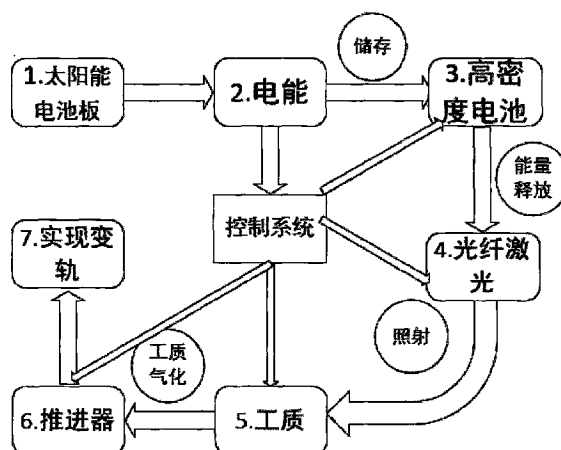 储存
1.太阳能
电池板
2.电能
3.高密
度电池
能量
释放
控制系统
7.实现变
轨
4.光纤激
光
照射
工质
气化
6.推进器
5.工质